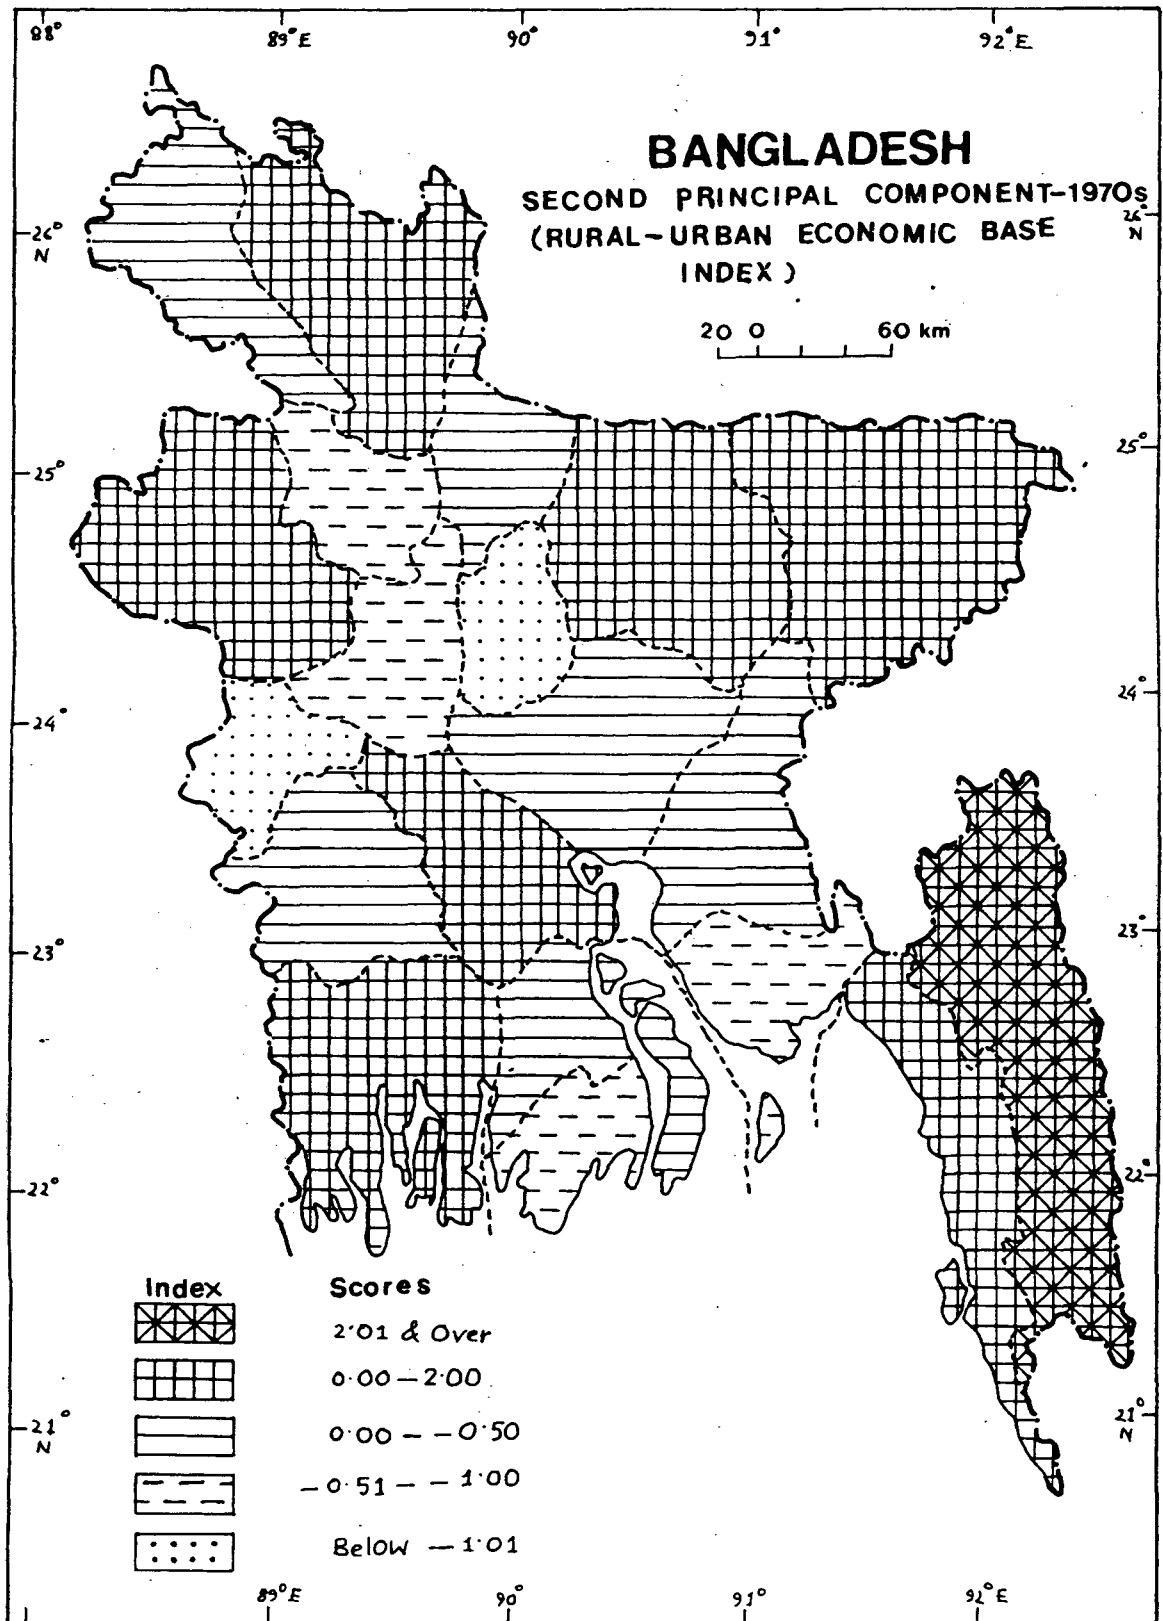 88° 89°E 90° 91° 92°E
BANGLADESH
SECOND PRINCIPAL COMPONENT-1970s
(RURAL-URBAN ECONOMIC BASE
INDEX)
20 0 60 km
26°
N
26°
N
25°
25°
24°
24°
23°
23°
22°
22°
21°
N
21°
N
Index Scores
2·01 & Over
0·00 - 2·00
0·00 - - 0·50
- 0·51 - - 1·00
Below - 1·01
89°E 90° 91° 92°E